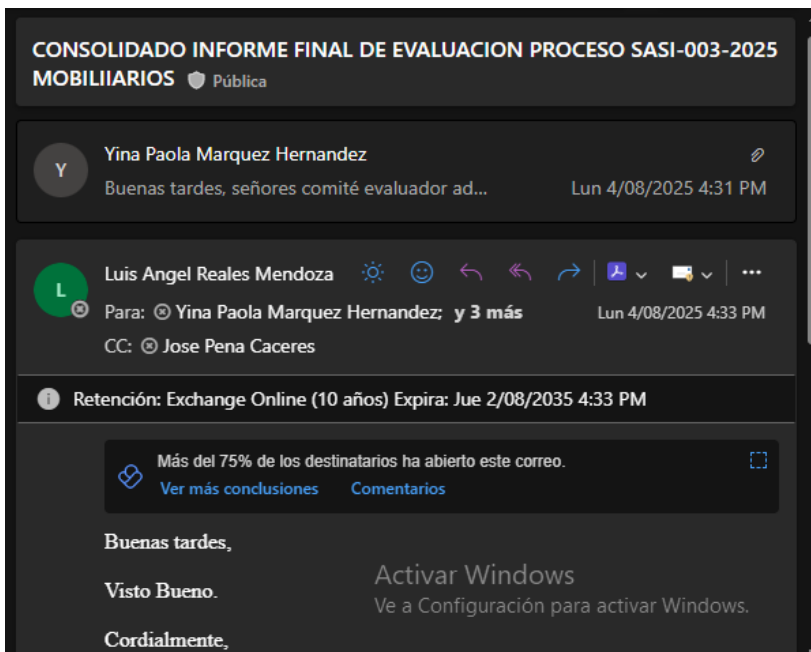 CONSOLIDADO INFORME FINAL DE EVALUACION PROCESO SASI-003-2025
MOBILIIARIOS Pública
Y
Yina Paola Marquez Hernandez
Buenas tardes, señores comité evaluador ad...
Lun 4/08/2025 4:31 PM
L
Luis Angel Reales Mendoza
Para: Yina Paola Marquez Hernandez; y 3 más
Lun 4/08/2025 4:33 PM
CC: Jose Pena Caceres
Retención: Exchange Online (10 años) Expira: Jue 2/08/2035 4:33 PM
Más del 75% de los destinatarios ha abierto este correo.
Ver más conclusiones Comentarios
Buenas tardes,
Visto Bueno.
Cordialmente,
Activar Windows
Ve a Configuración para activar Windows.